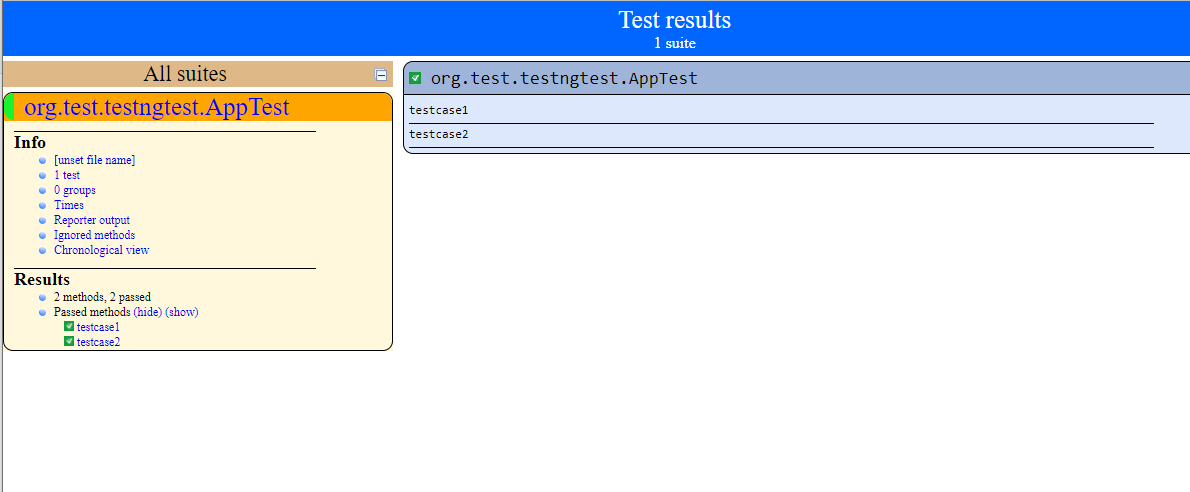 Test results
1 suite
All suites
org.test.testngtest.AppTest
Info
[unset file name]
1 test
0 groups
Times
Reporter output
Ignored methods
Chronological view
Results
2 methods, 2 passed
Passed methods (hide) (show)
testcase1
testcase2
org.test.testngtest.AppTest
testcase1
testcase2